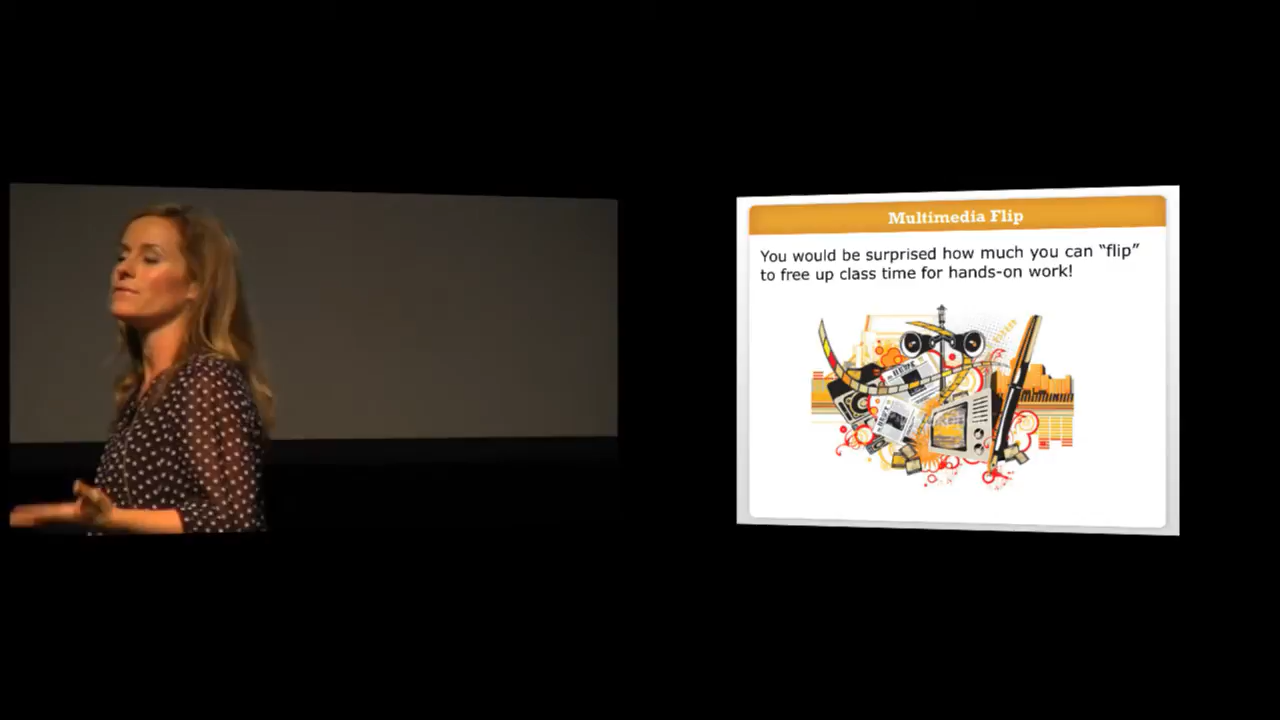 Multimedia Flip
You would be surprised how much you can “flip”
to free up class time for hands-on work!